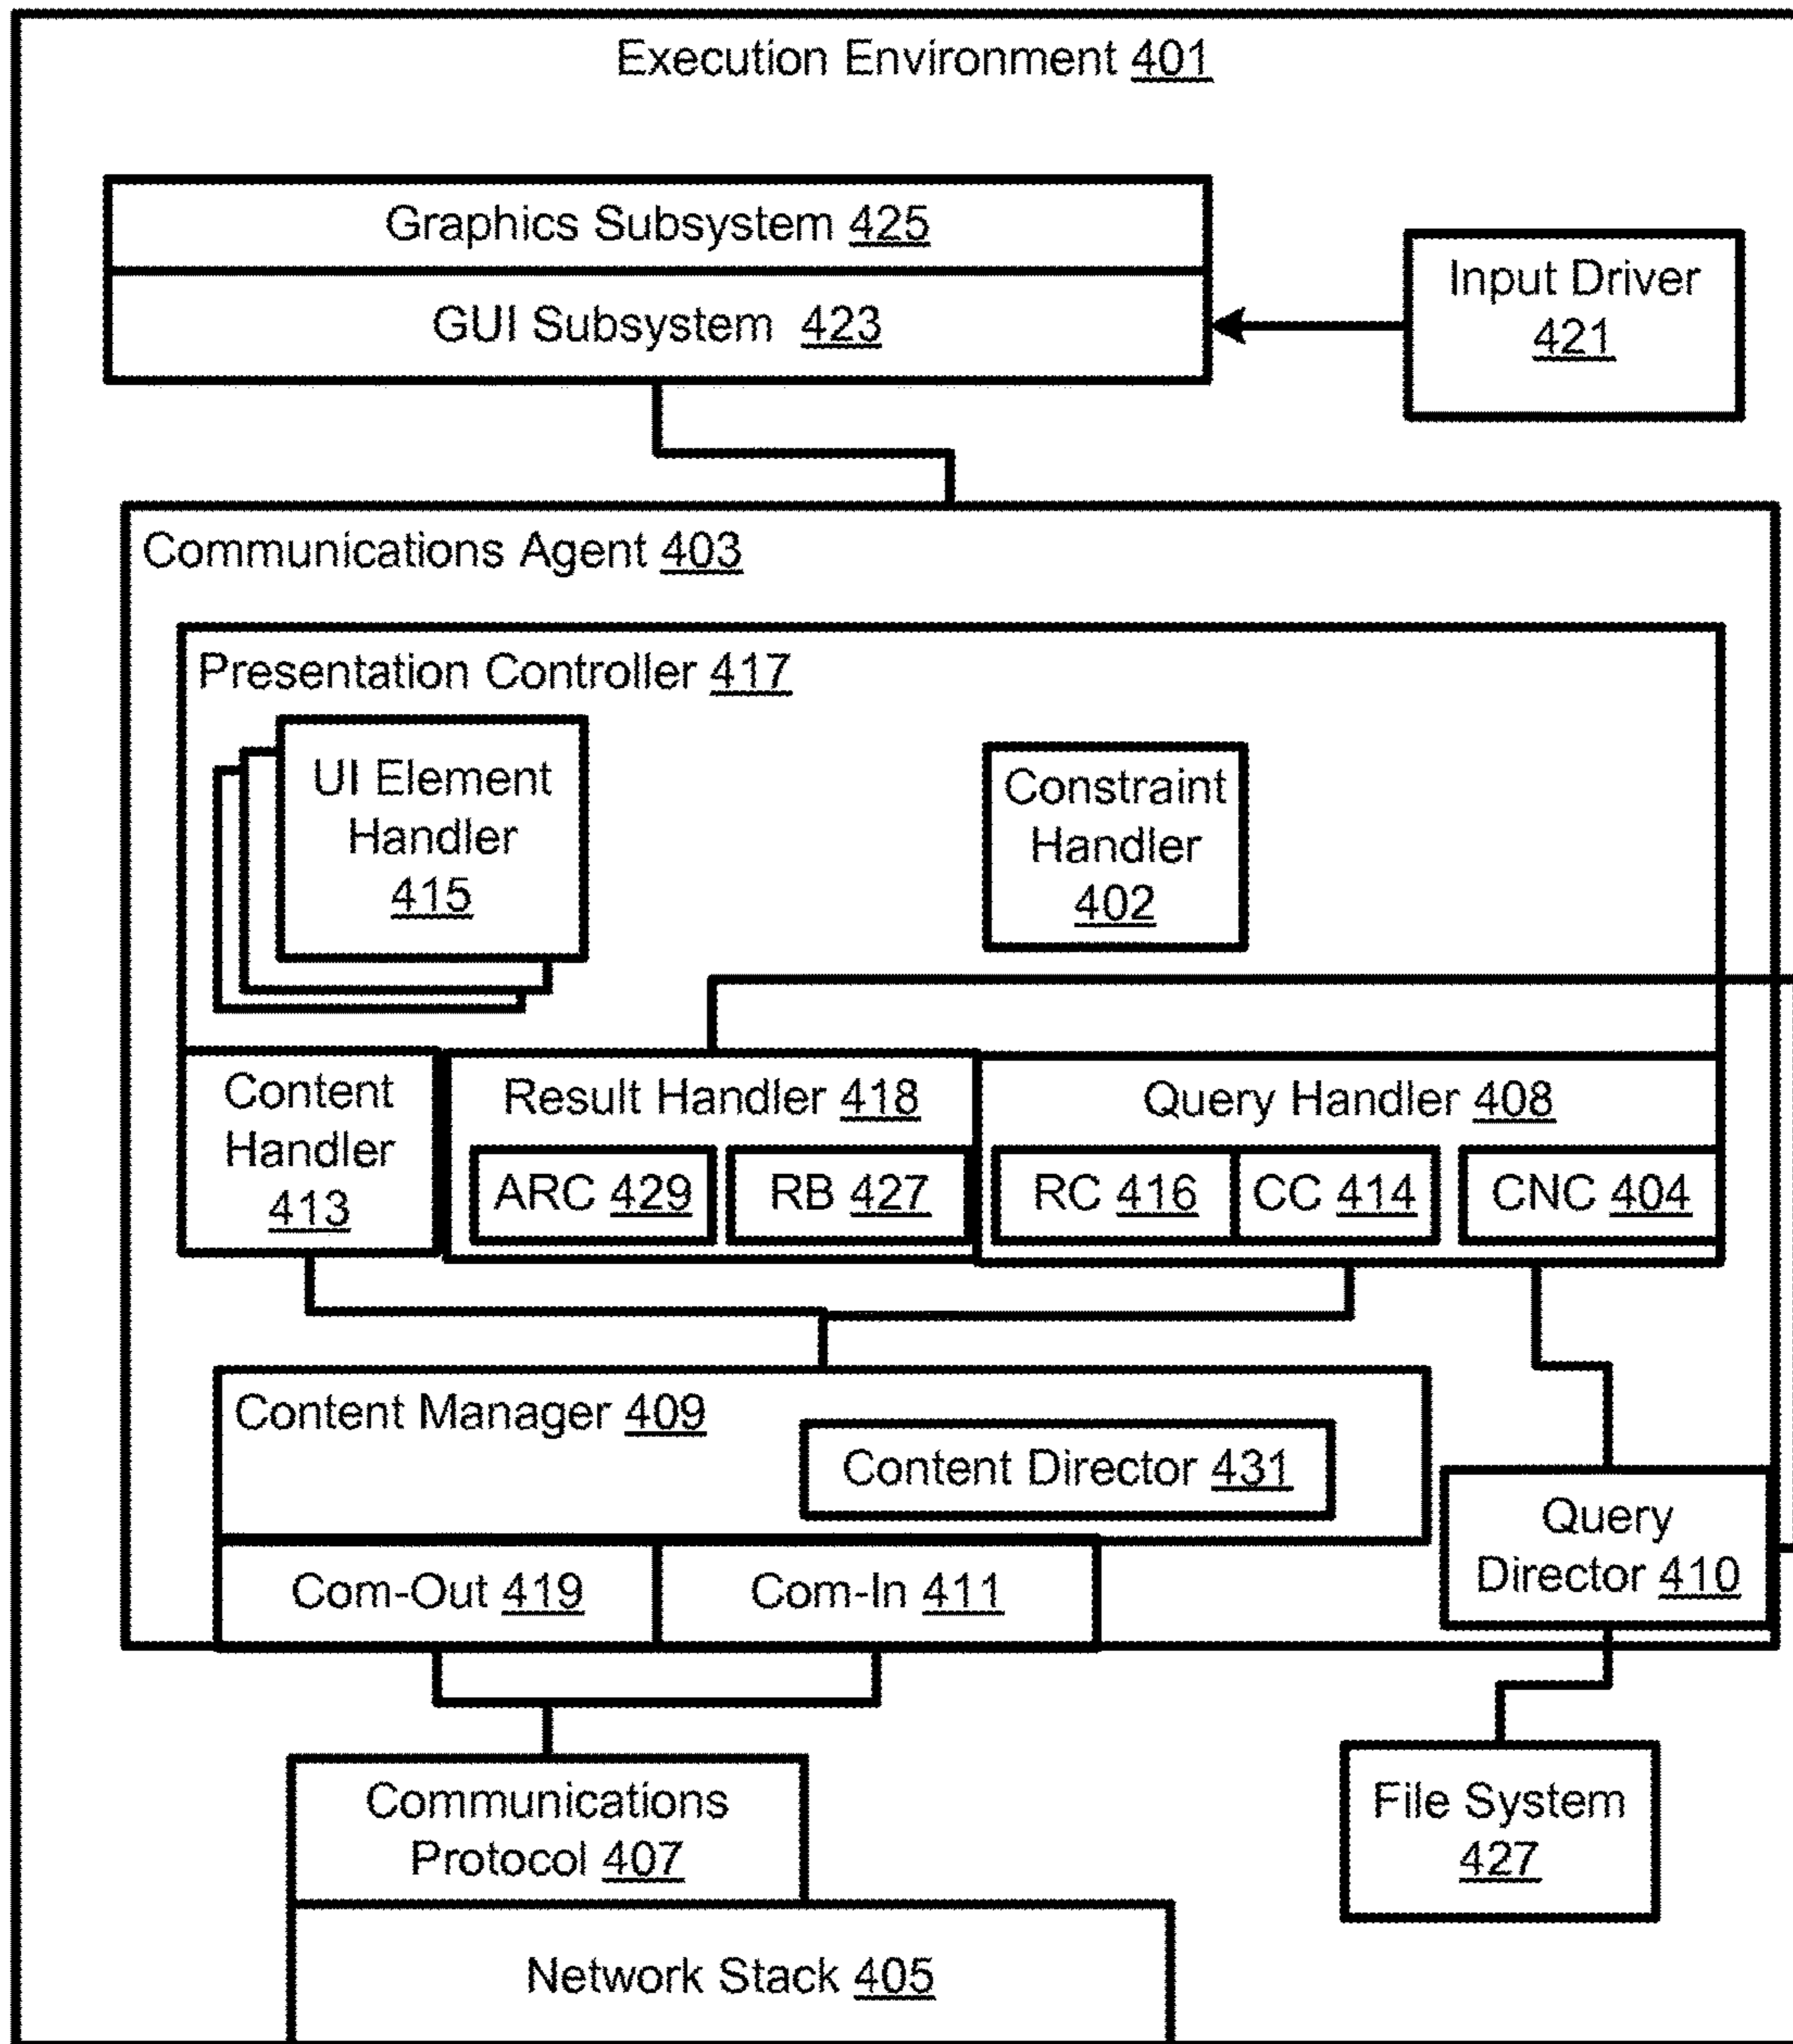 Execution Environment 401
Graphics Subsystem 425
GUI Subsystem 423
Input Driver
421
Communications Agent 403
Presentation Controller 417
UI Element
Handler
415
Constraint
Handler
402
Content
Handler
413
Result Handler 418
ARC 429
RB 427
Query Handler 408
RC 416
CC 414
CNC 404
Content Manager 409
Content Director 431
Query
Director 410
Com-Out 419
Com-In 411
Communications
Protocol 407
File System
427
Network Stack 405